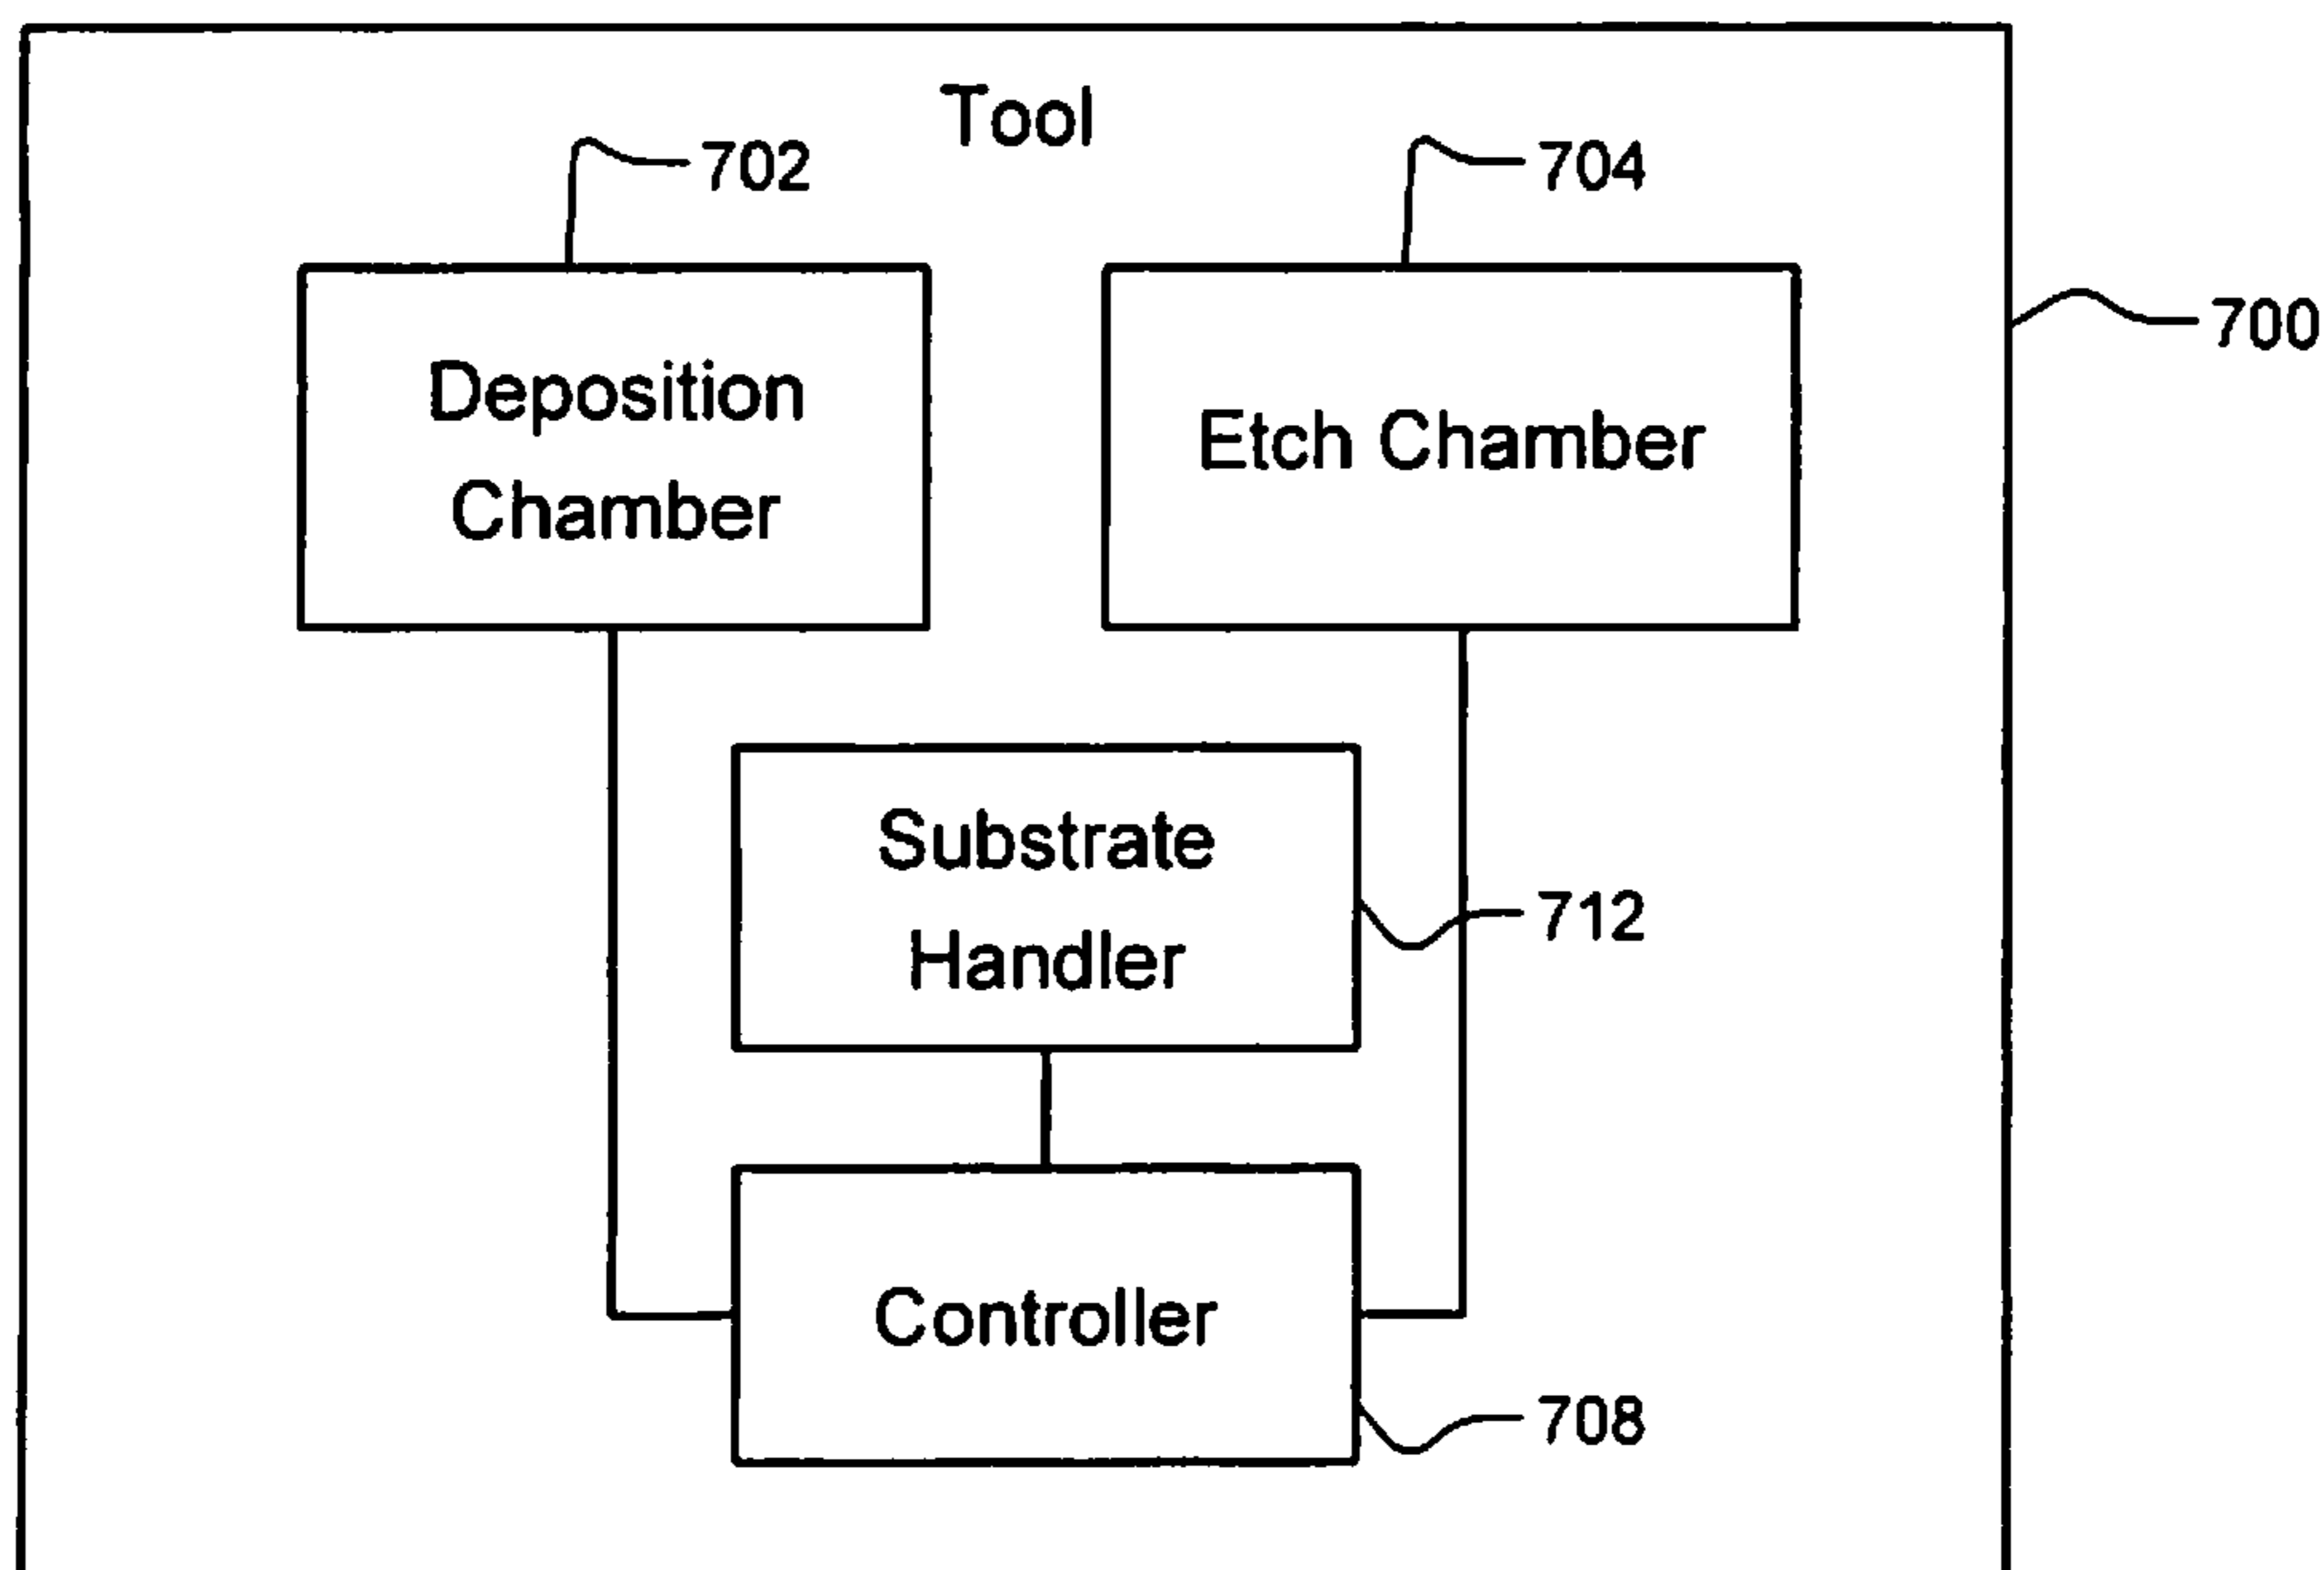 Tool
702
704
700
Deposition
Chamber
Etch Chamber
Substrate
Handler
712
Controller
708